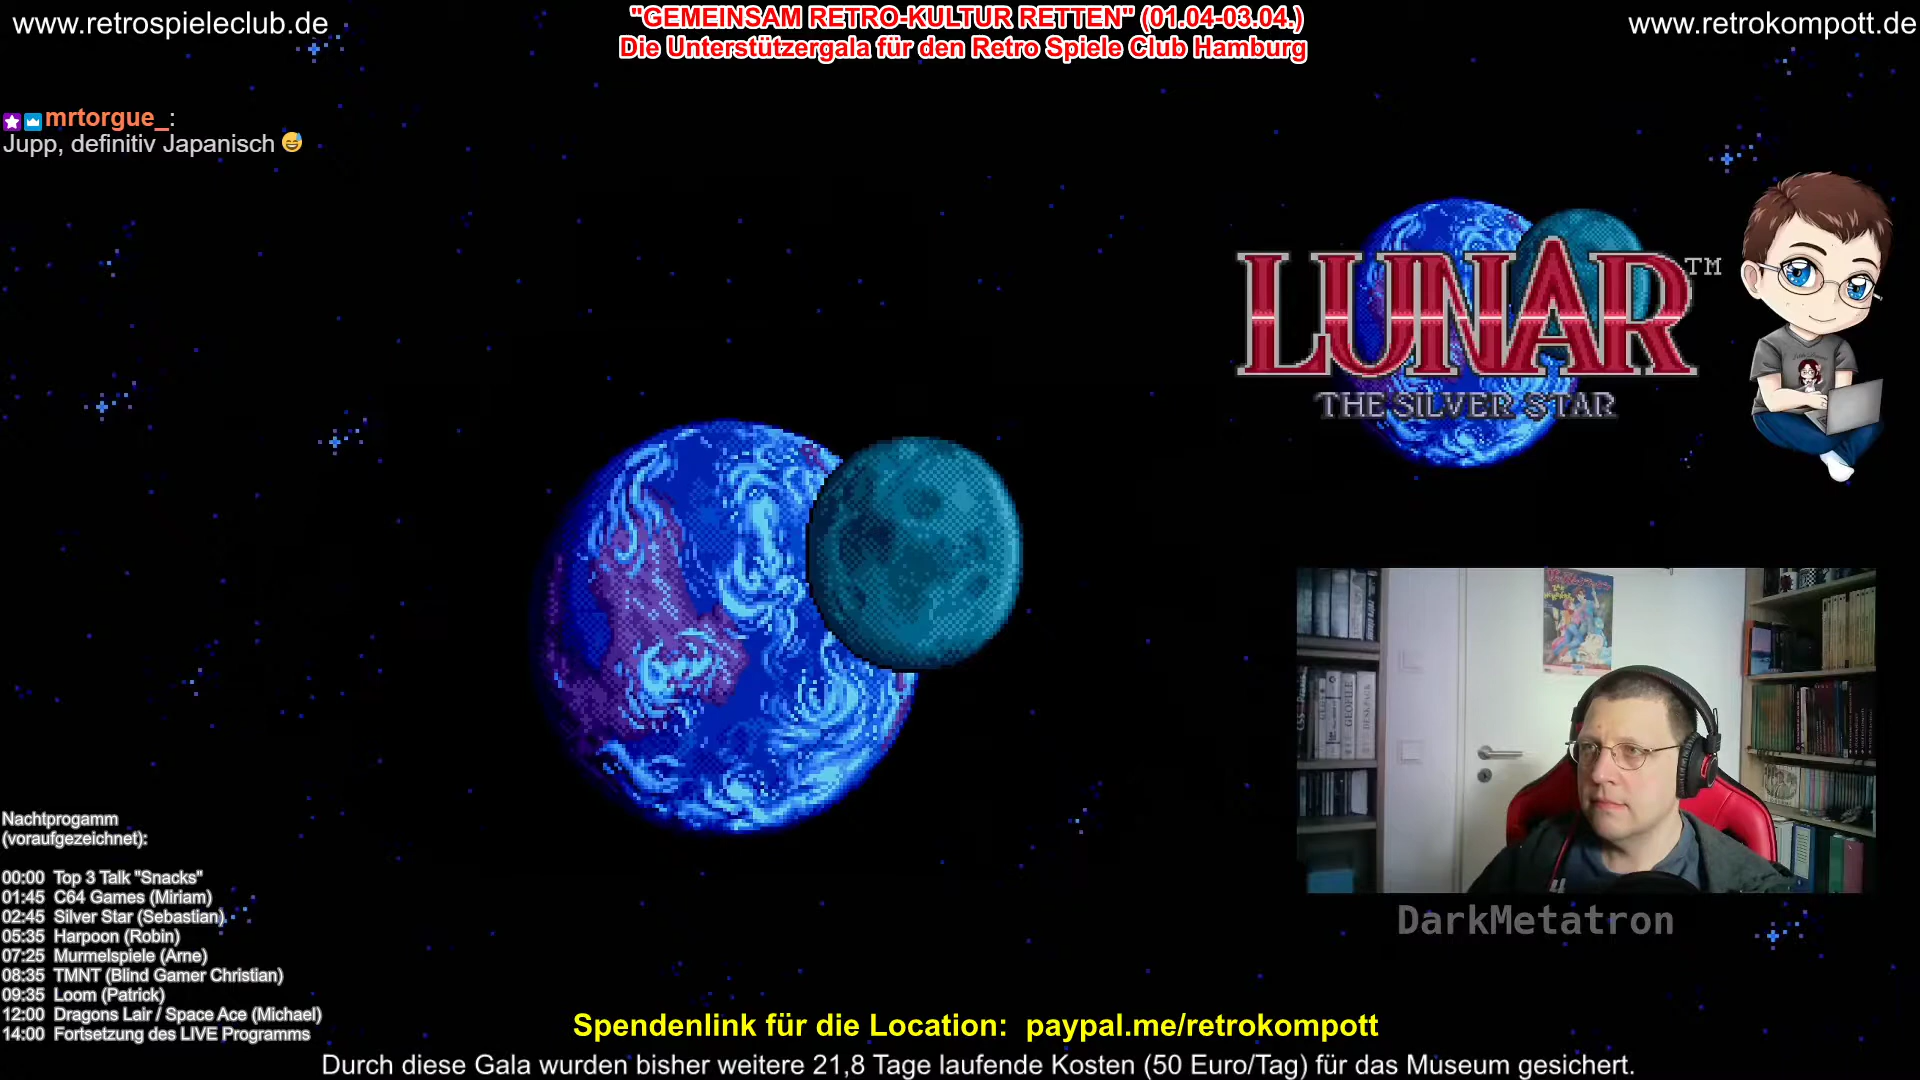 www.retrospieleclub.de
"GEMEINSAM RETRO-KULTUR RETTEN" (01.04-03.04.)
Die Unterstützergala für den Retro Spiele Club Hamburg
www.retrokompott.de
mrtorgue_:
Jupp, definitiv Japanisch 😅
LUNAR™
THE SILVER STAR
DarkMetatron
Nachtprogamm
(voraufgezeichnet):
00:00 Top 3 Talk "Snacks"
01:45 C64 Games (Miriam)
02:45 Silver Star (Sebastian)
05:35 Harpoon (Robin)
07:25 Murmelspiele (Arne)
08:35 TMNT (Blind Gamer Christian)
09:35 Loom (Patrick)
12:00 Dragons Lair / Space Ace (Michael)
14:00 Fortsetzung des LIVE Programms
Spendenlink für die Location: paypal.me/retrokompott
Durch diese Gala wurden bisher weitere 21,8 Tage laufende Kosten (50 Euro/Tag) für das Museum gesichert.